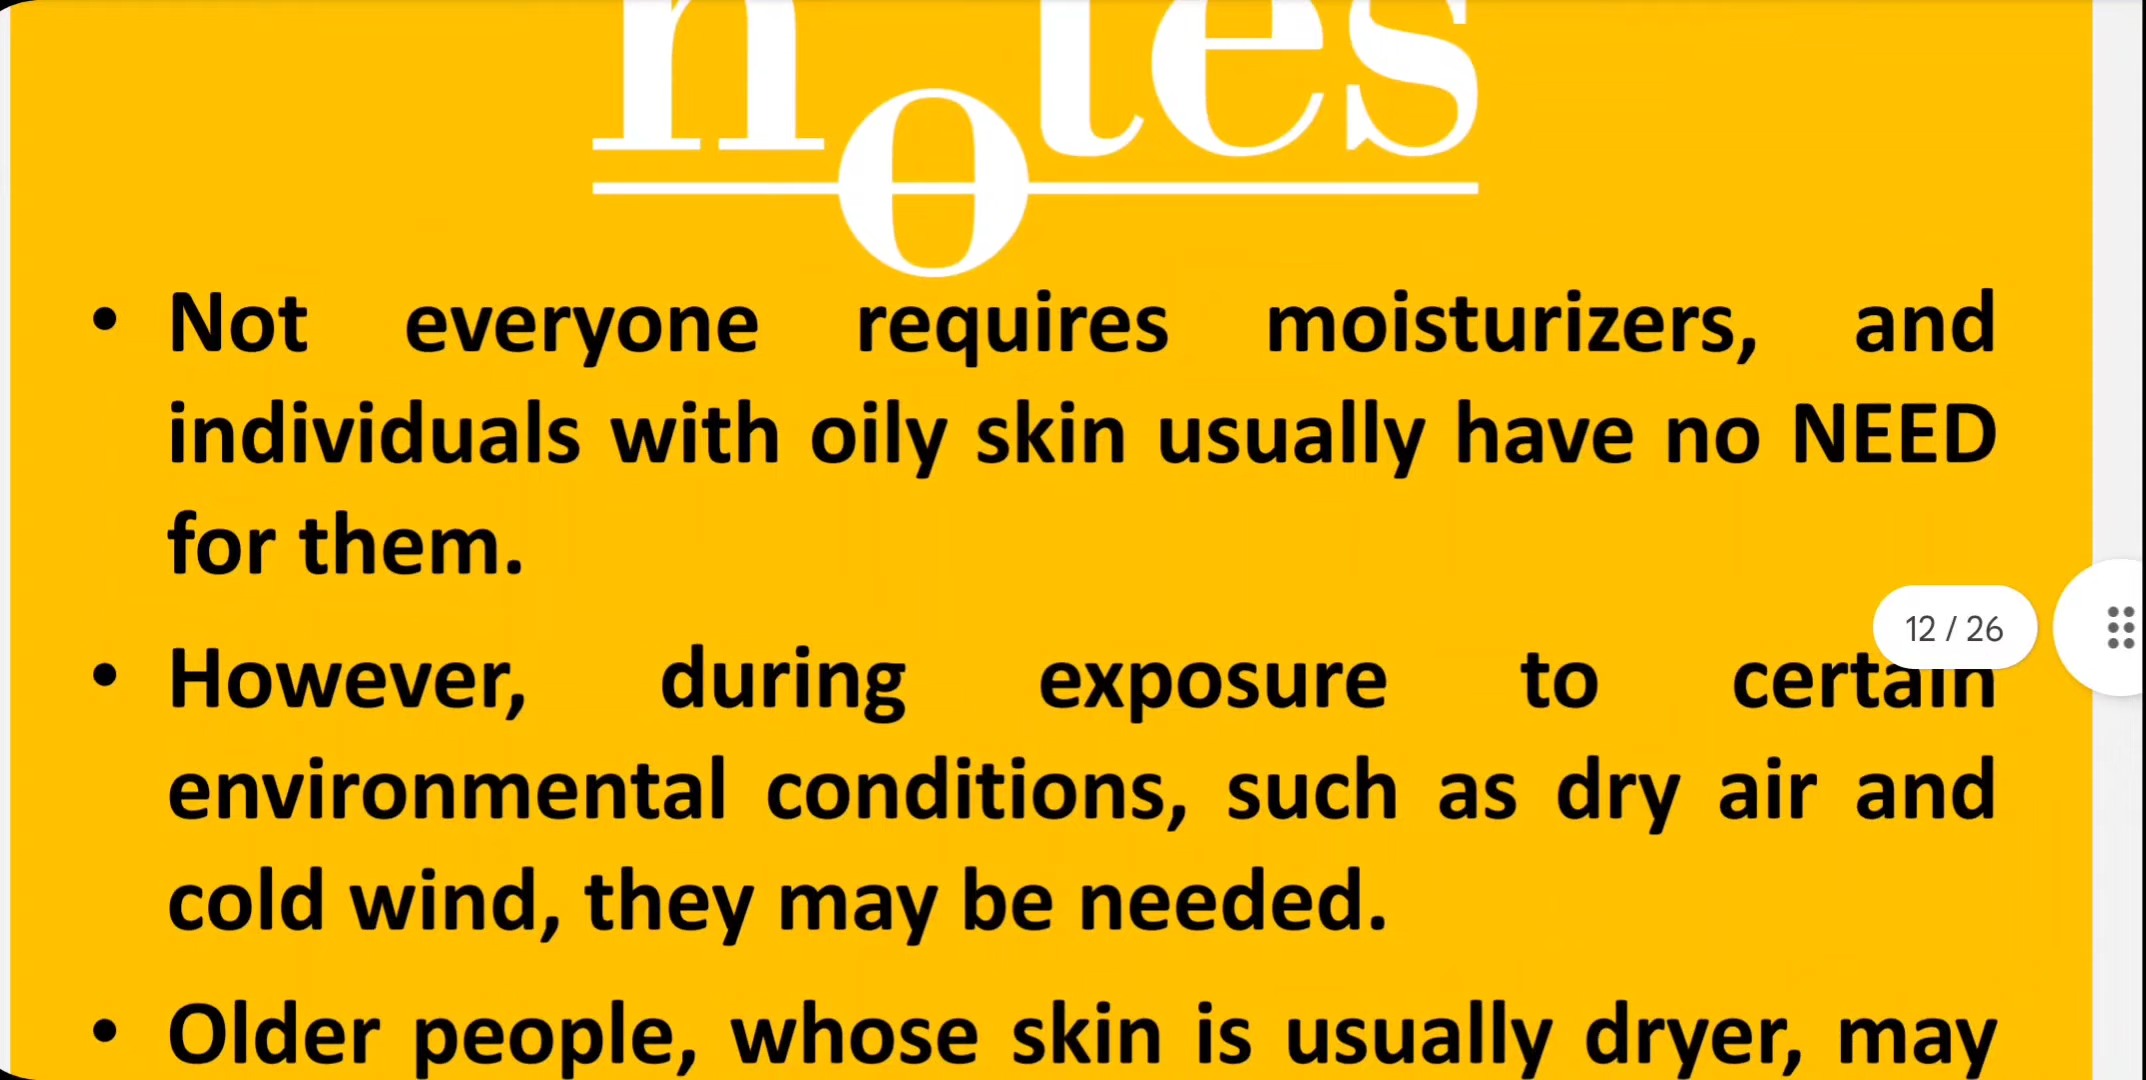 notes
• Not everyone requires moisturizers, and
individuals with oily skin usually have no NEED
for them.
12 / 26
• However, during exposure to certain
environmental conditions, such as dry air and
cold wind, they may be needed.
• Older people, whose skin is usually dryer, may